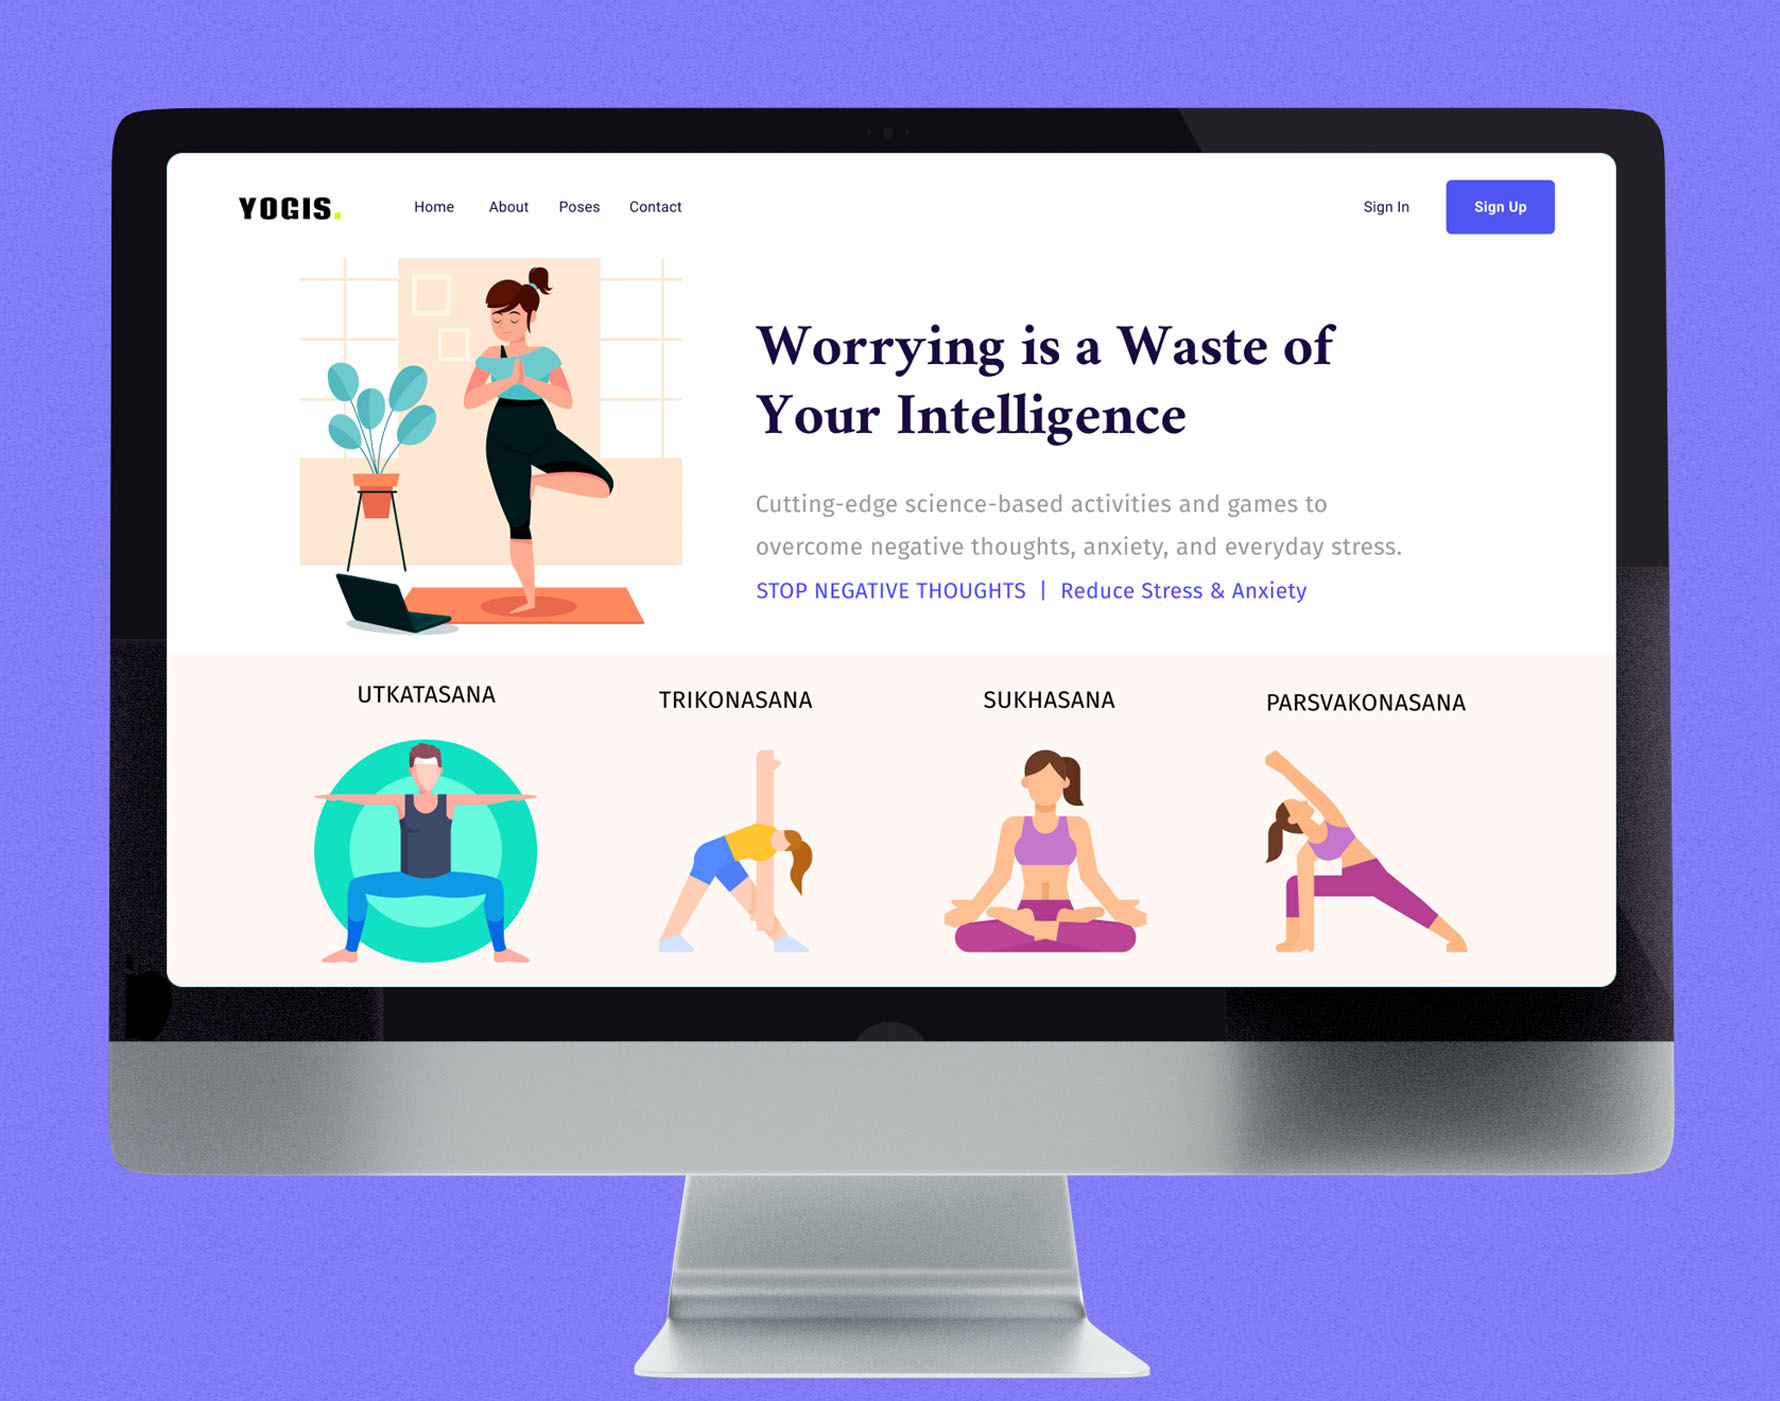 YOGIS.
Home About Poses Contact
Sign In
Sign Up
Worrying is a Waste of
Your Intelligence
Cutting-edge science-based activities and games to
overcome negative thoughts, anxiety, and everyday stress.
STOP NEGATIVE THOUGHTS | Reduce Stress & Anxiety
UTKATASANA
TRIKONASANA
SUKHASANA
PARSVAKONASANA